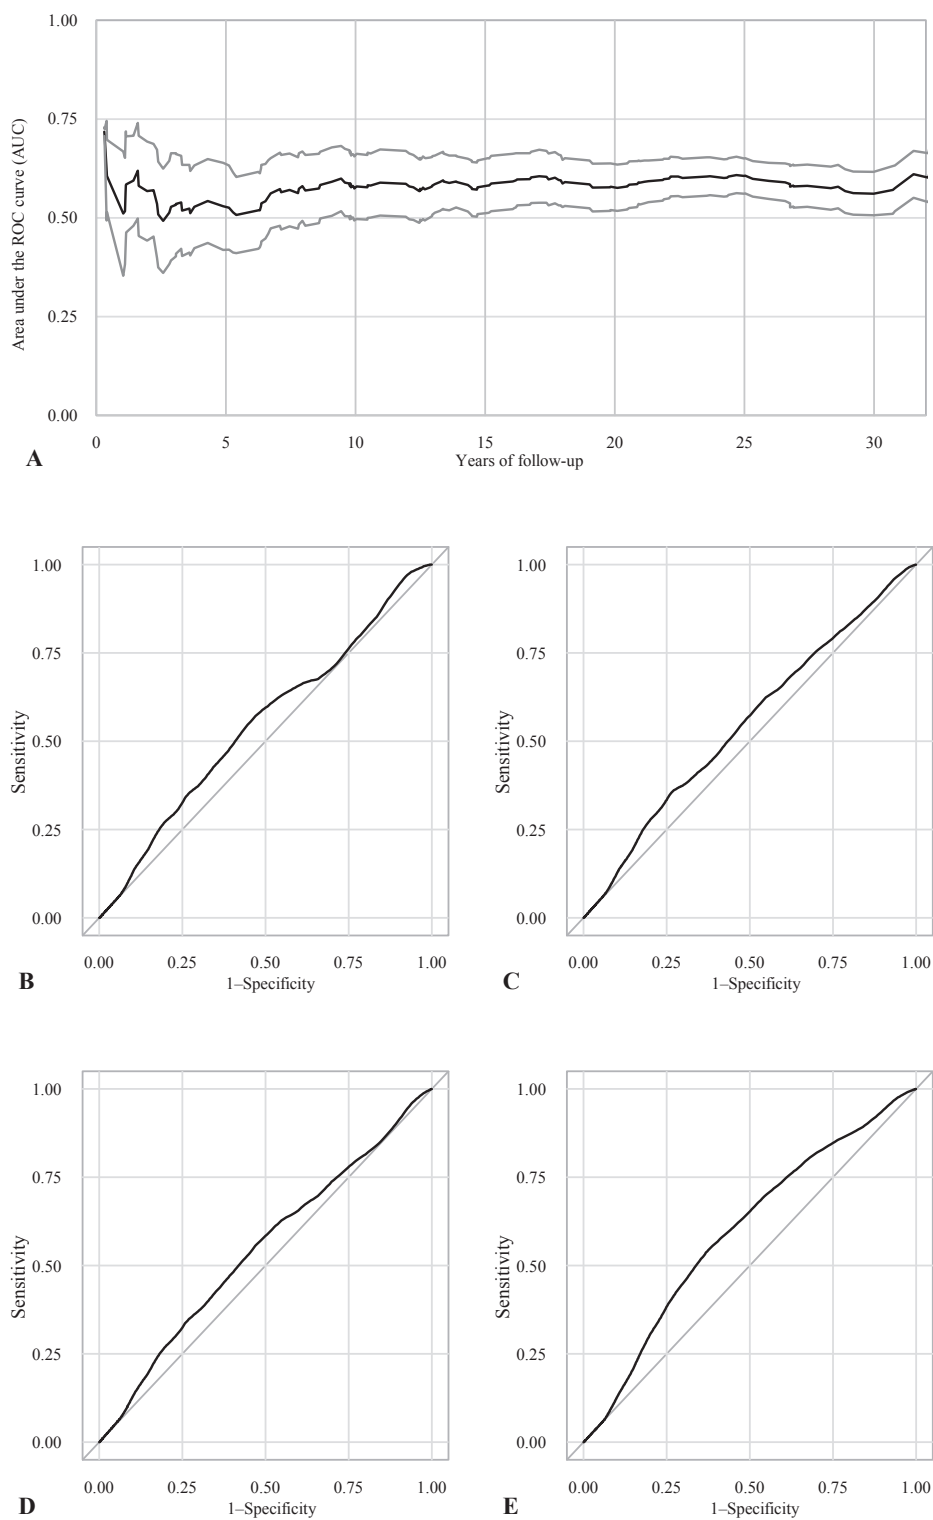 1.00
0.75
0.50
0.25
0.00
Area under the ROC curve (AUC)
0 5 10 15 20 25 30
Years of follow-up
A
1.00
0.75
0.50
0.25
0.00
Sensitivity
0.00 0.25 0.50 0.75 1.00
1–Specificity
B
1.00
0.75
0.50
0.25
0.00
Sensitivity
0.00 0.25 0.50 0.75 1.00
1–Specificity
C
1.00
0.75
0.50
0.25
0.00
Sensitivity
0.00 0.25 0.50 0.75 1.00
1–Specificity
D
1.00
0.75
0.50
0.25
0.00
Sensitivity
0.00 0.25 0.50 0.75 1.00
1–Specificity
E